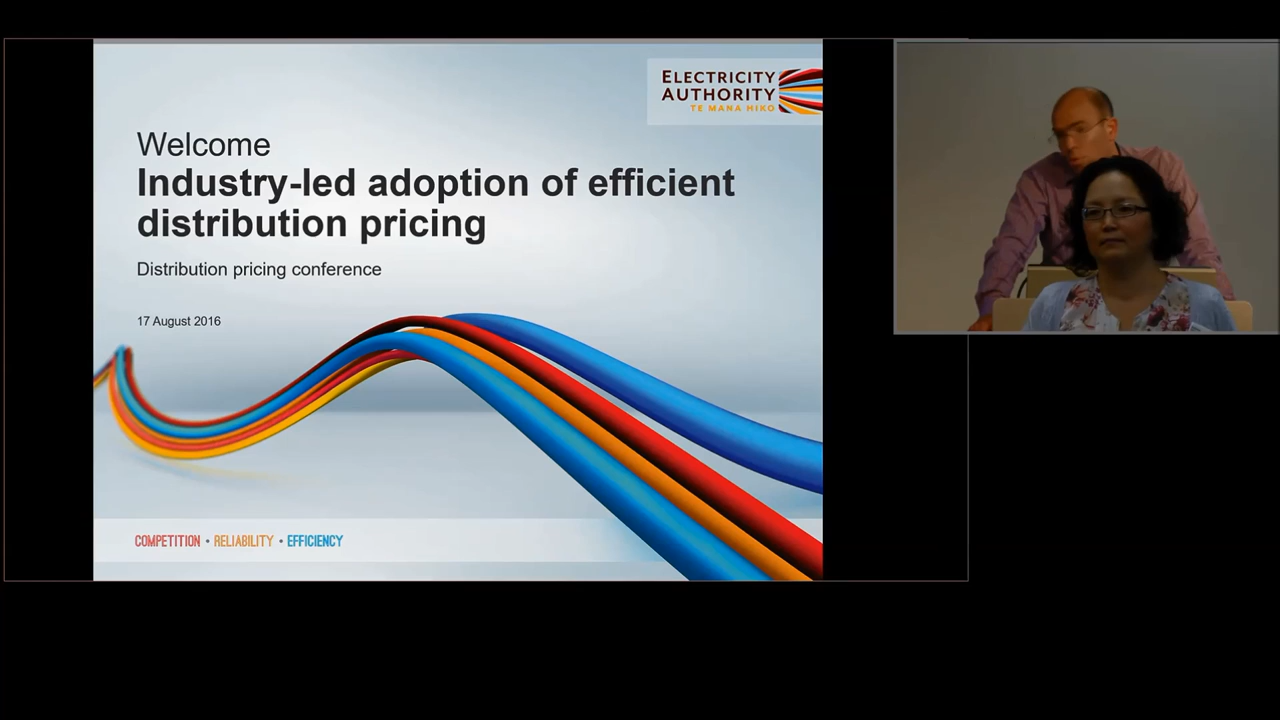 ELECTRICITY
AUTHORITY
TE MANA HIKO
Welcome
Industry-led adoption of efficient
distribution pricing
Distribution pricing conference
17 August 2016
COMPETITION • RELIABILITY • EFFICIENCY